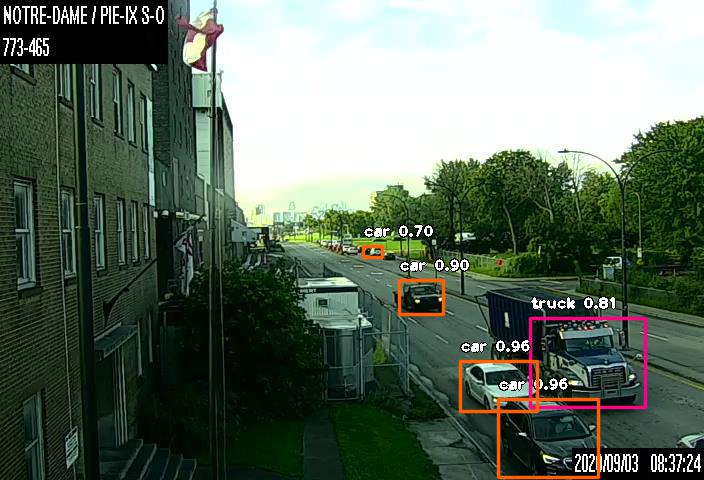 NOTRE-DAME / PIE-IX S-O
773-465
car 0.70
car 0.90
truck 0.81
car 0.96
car 0.96
2020/09/03 08:37:24